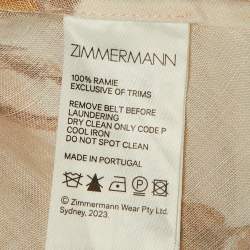 ZIMMERMANN
100% RAMIE
EXCLUSIVE OF TRIMS
REMOVE BELT BEFORE
LAUNDERING
DRY CLEAN ONLY CODE P
COOL IRON
DO NOT SPOT CLEAN
MADE IN PORTUGAL
P
© Zimmermann Wear Pty Ltd.
Sydney, 2023.